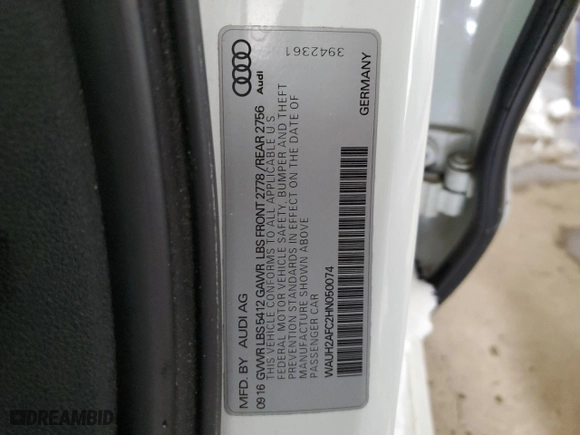 MFD. BY AUDI AG
0916 GVWR LBS 5412 GAWR LBS FRONT 2778 /REAR 2756
THIS VEHICLE CONFORMS TO ALL APPLICABLE U S
FEDERAL MOTOR VEHICLE SAFETY, BUMPER AND THEFT
PREVENTION STANDARDS IN EFFECT ON THE DATE OF
MANUFACTURE SHOWN ABOVE
PASSENGER CAR
WAUH2AFC2HN050074
GERMANY
Audi
3942361
© DREAMBID